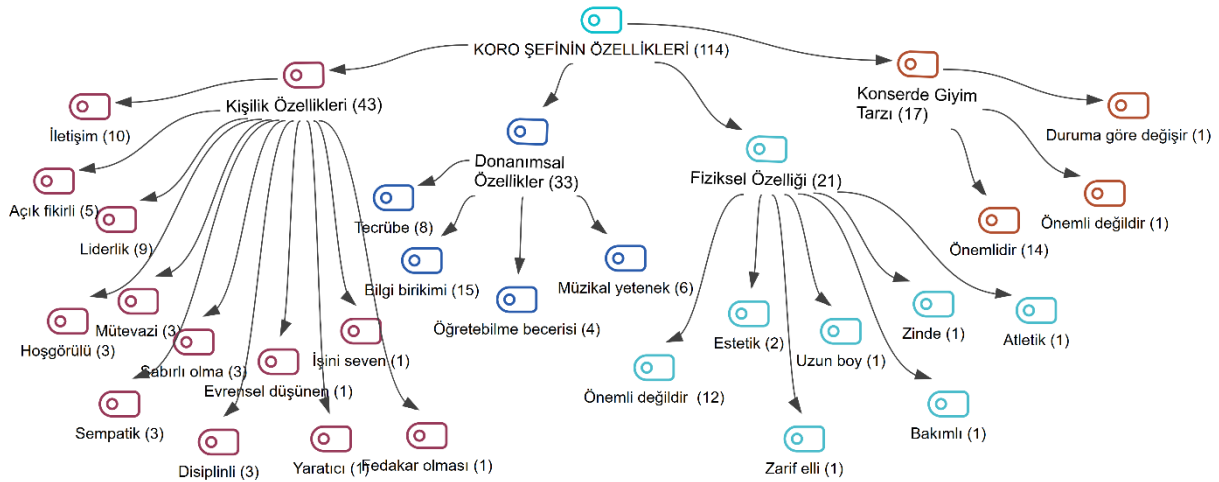 KORO ŞEFİNİN ÖZELLİKLERİ (114)
Kişilik Özellikleri (43)
İletişim (10)
Açık fikirli (5)
Liderlik (9)
Hoşgörülü (3)
Mütevazi (3)
Sabırlı olma (3)
Evrensel düşünen (1)
İşini seven (1)
Sempatik (3)
Disiplinli (3)
Yaratıcı (1)
Fedakar olması (1)
Donanımsal
Özellikler (33)
Tecrübe (8)
Bilgi birikimi (15)
Öğretebilme becerisi (4)
Müzikal yetenek (6)
Fiziksel Özelliği (21)
Önemli değildir (12)
Estetik (2)
Zarif elli (1)
Uzun boy (1)
Bakımlı (1)
Zinde (1)
Atletik (1)
Konserde Giyim
Tarzı (17)
Önemlidir (14)
Önemli değildir (1)
Duruma göre değişir (1)